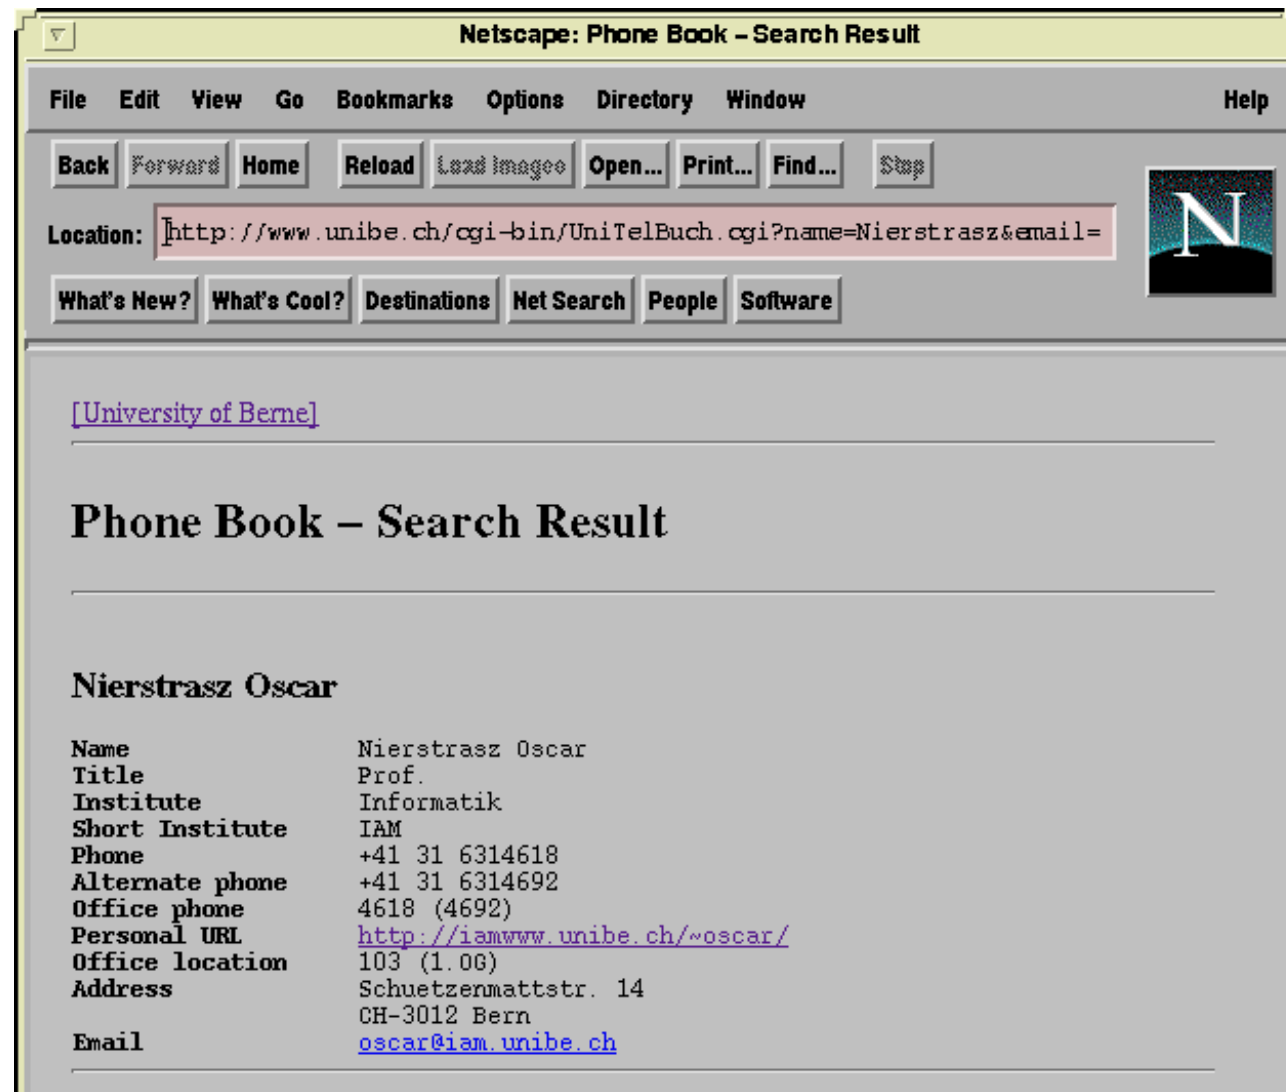 Netscape: Phone Book – Search Result
File Edit View Go Bookmarks Options Directory Window Help
Back Forward Home Reload Load Images Open... Print... Find... Stop
N
Location: http://www.unibe.ch/cgi-bin/UniTelBuch.cgi?name=Nierstrasz&email=
What's New? What's Cool? Destinations Net Search People Software
[University of Berne]
Phone Book – Search Result
Nierstrasz Oscar
Name Nierstrasz Oscar
Title Prof.
Institute Informatik
Short Institute IAM
Phone +41 31 6314618
Alternate phone +41 31 6314692
Office phone 4618 (4692)
Personal URL http://iamwww.unibe.ch/~oscar/
Office location 103 (1.OG)
Address Schuetzenmattstr. 14
CH-3012 Bern
Email oscar@iam.unibe.ch